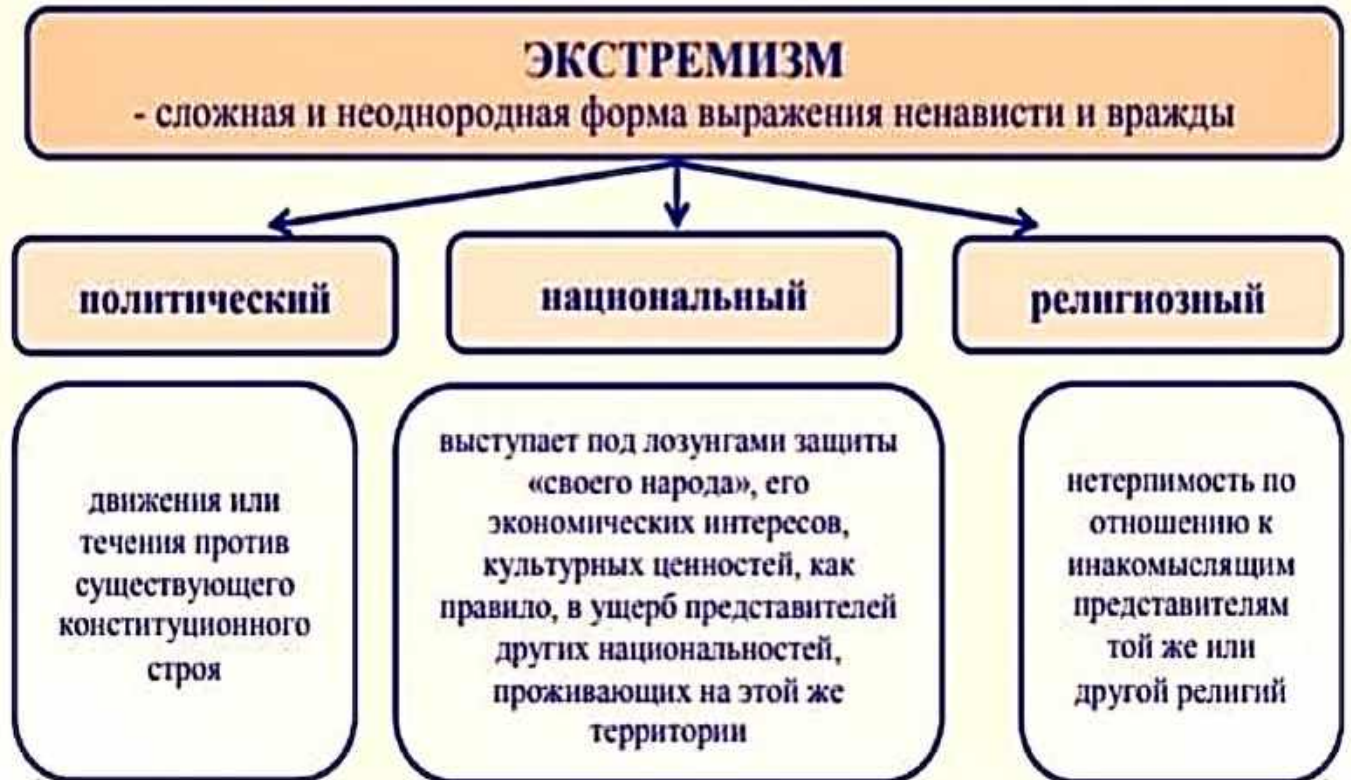 ЭКСТРЕМИЗМ
- сложная и неоднородная форма выражения ненависти и вражды
политический
национальный
религиозный
движения или
течения против
существующего
конституционного
строя
выступает под лозунгами защиты
«своего народа», его
экономических интересов,
культурных ценностей, как
правило, в ущерб представителей
других национальностей,
проживающих на этой же
территории
нетерпимость по
отношению к
инакомыслящим
представителям
той же или
другой религий